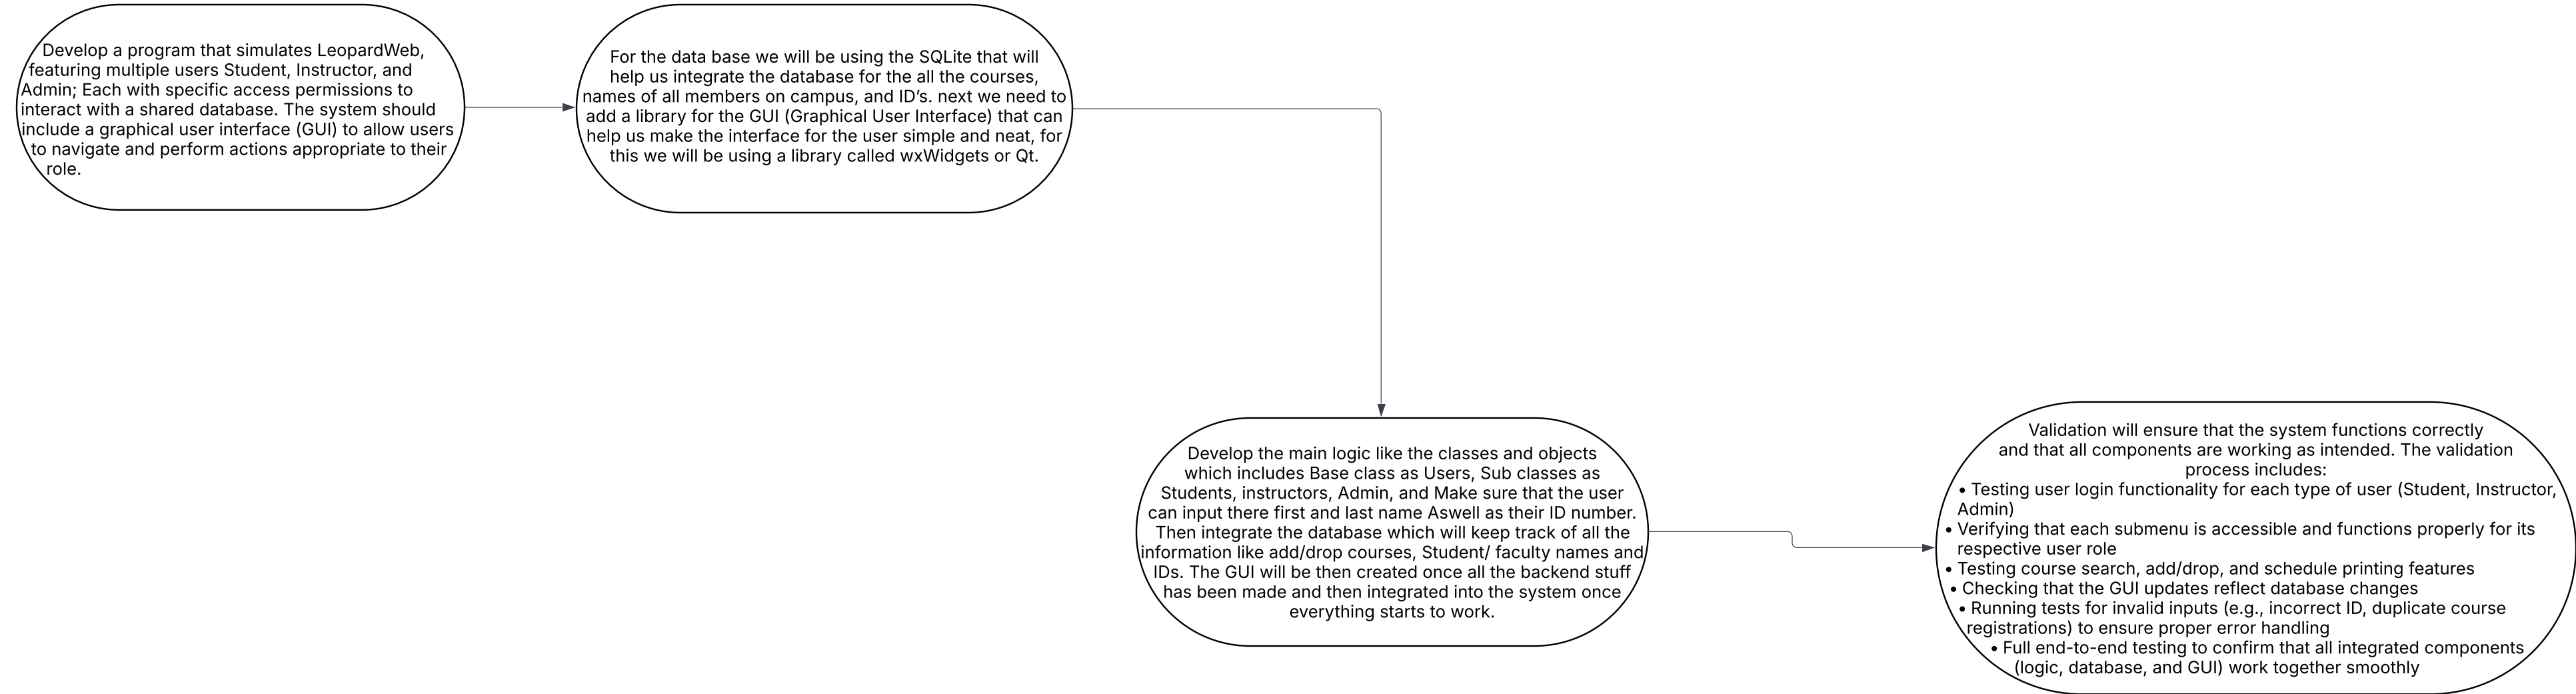 Develop a program that simulates LeopardWeb,
featuring multiple users Student, Instructor, and
Admin; Each with specific access permissions to
interact with a shared database. The system should
include a graphical user interface (GUI) to allow users
to navigate and perform actions appropriate to their
role.
For the data base we will be using the SQLite that will
help us integrate the database for the all the courses,
names of all members on campus, and ID’s. next we need to
add a library for the GUI (Graphical User Interface) that can
help us make the interface for the user simple and neat, for
this we will be using a library called wxWidgets or Qt.
Develop the main logic like the classes and objects
which includes Base class as Users, Sub classes as
Students, instructors, Admin, and Make sure that the user
can input there first and last name Aswell as their ID number.
Then integrate the database which will keep track of all the
information like add/drop courses, Student/ faculty names and
IDs. The GUI will be then created once all the backend stuff
has been made and then integrated into the system once
everything starts to work.
Validation will ensure that the system functions correctly
and that all components are working as intended. The validation
process includes:
• Testing user login functionality for each type of user (Student, Instructor,
Admin)
• Verifying that each submenu is accessible and functions properly for its
respective user role
• Testing course search, add/drop, and schedule printing features
• Checking that the GUI updates reflect database changes
• Running tests for invalid inputs (e.g., incorrect ID, duplicate course
registrations) to ensure proper error handling
• Full end-to-end testing to confirm that all integrated components
(logic, database, and GUI) work together smoothly